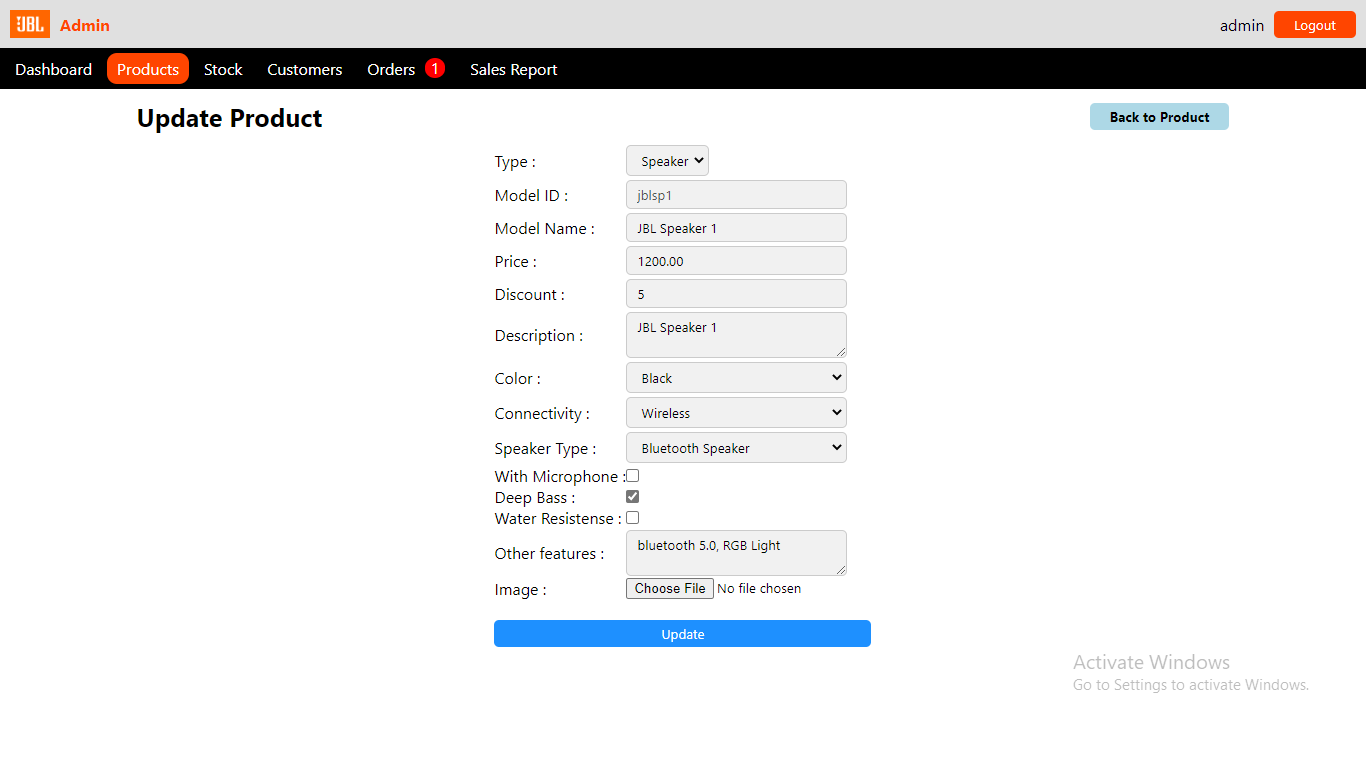 JBL Admin admin Logout
Dashboard Products Stock Customers Orders 1 Sales Report
Update Product Back to Product
Type : Speaker
Model ID : jblsp1
Model Name : JBL Speaker 1
Price : 1200.00
Discount : 5
Description : JBL Speaker 1
Color : Black
Connectivity : Wireless
Speaker Type : Bluetooth Speaker
With Microphone :
Deep Bass :
Water Resistense :
Other features : bluetooth 5.0, RGB Light
Image : Choose File No file chosen
Update
Activate Windows
Go to Settings to activate Windows.